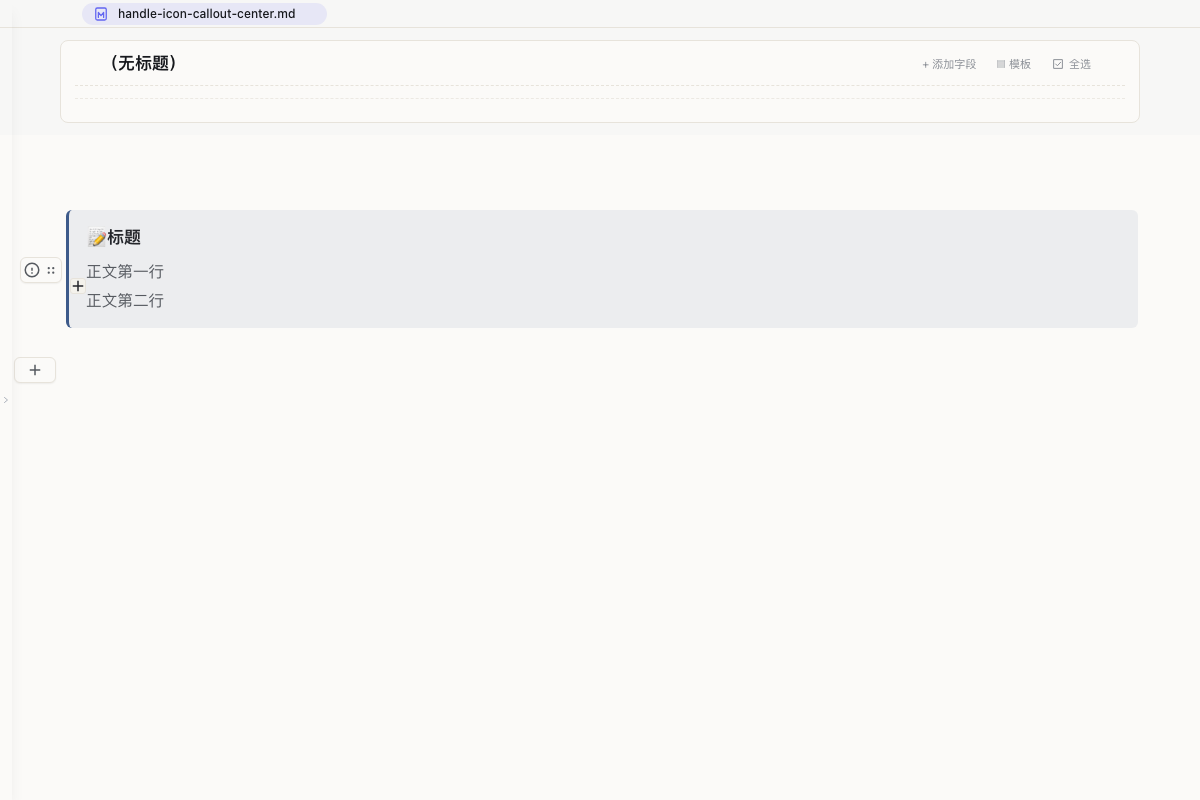 handle-icon-callout-center.md
（无标题）
+ 添加字段 模板 全选
📝标题
正文第一行
正文第二行